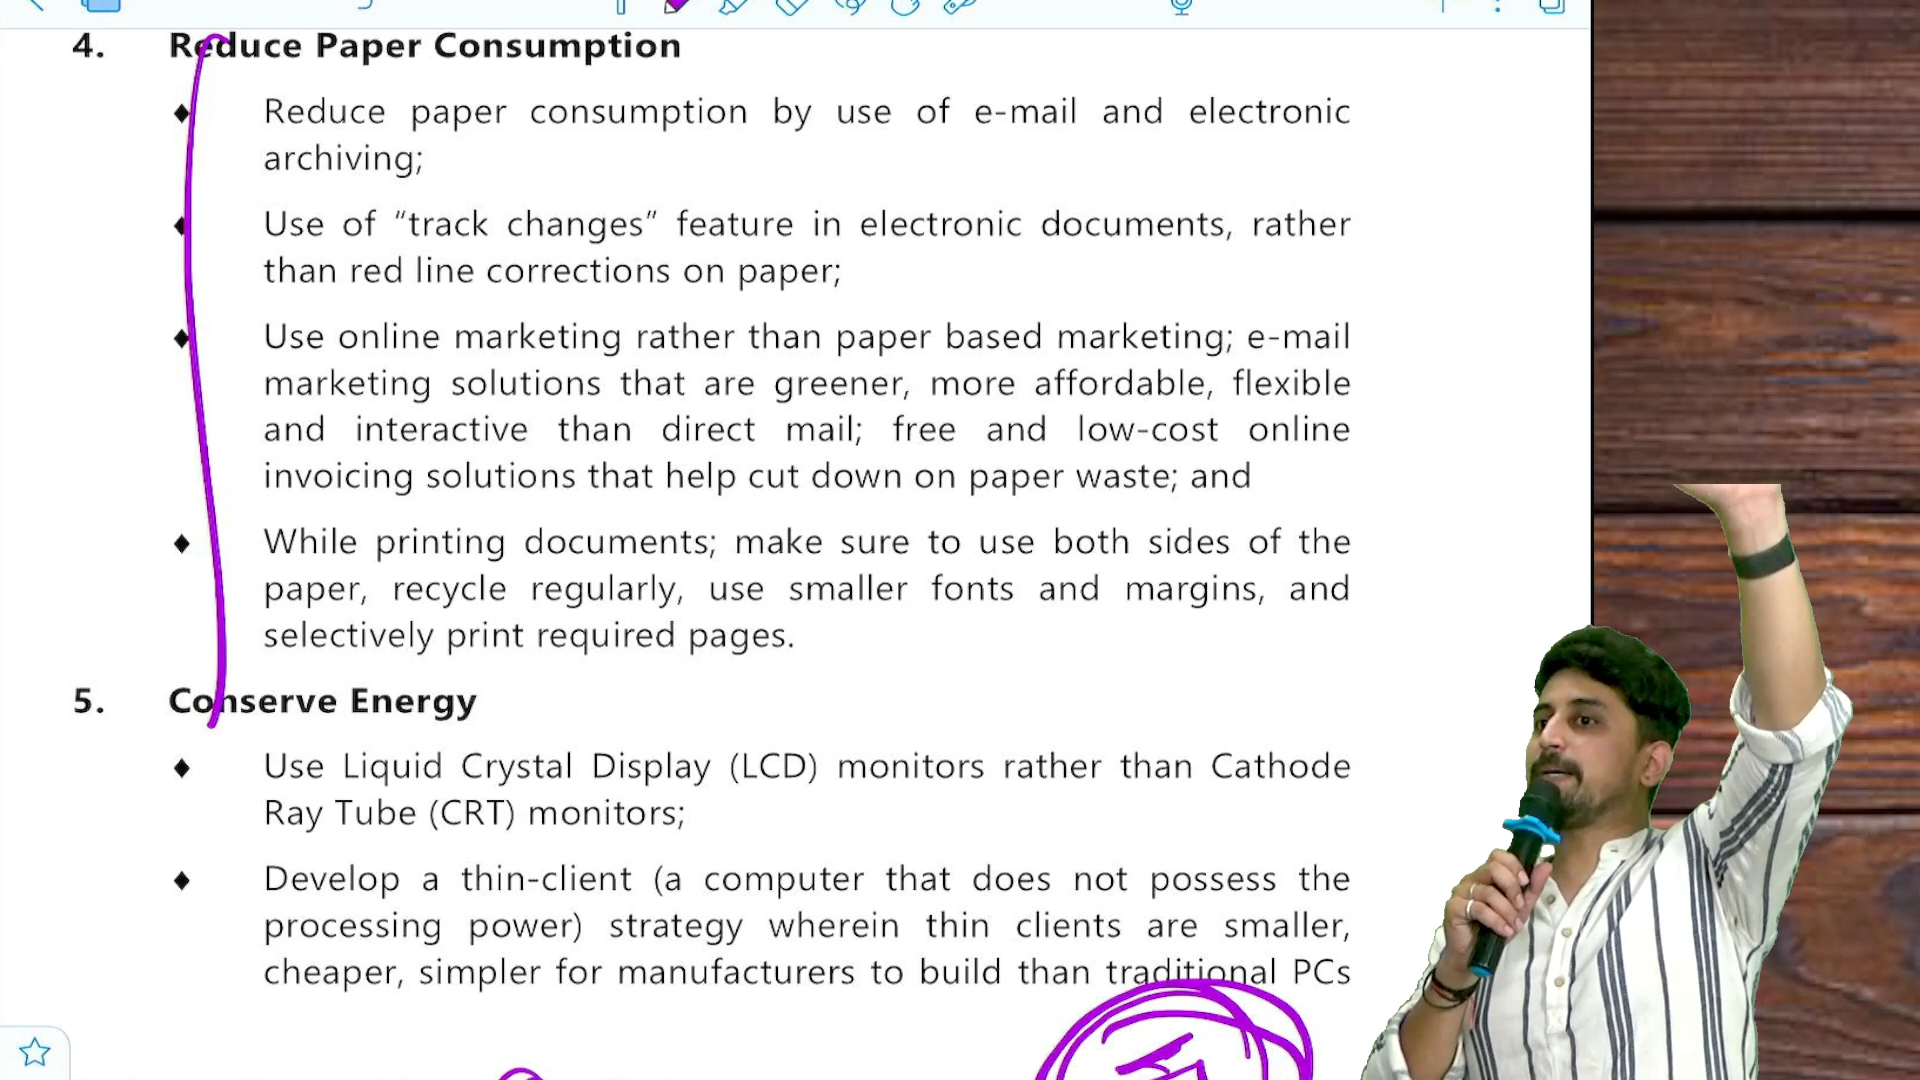 4. Reduce Paper Consumption
♦ Reduce paper consumption by use of e-mail and electronic
archiving;
♦ Use of “track changes” feature in electronic documents, rather
than red line corrections on paper;
♦ Use online marketing rather than paper based marketing; e-mail
marketing solutions that are greener, more affordable, flexible
and interactive than direct mail; free and low-cost online
invoicing solutions that help cut down on paper waste; and
♦ While printing documents; make sure to use both sides of the
paper, recycle regularly, use smaller fonts and margins, and
selectively print required pages.
5. Conserve Energy
♦ Use Liquid Crystal Display (LCD) monitors rather than Cathode
Ray Tube (CRT) monitors;
♦ Develop a thin-client (a computer that does not possess the
processing power) strategy wherein thin clients are smaller,
cheaper, simpler for manufacturers to build than traditional PCs